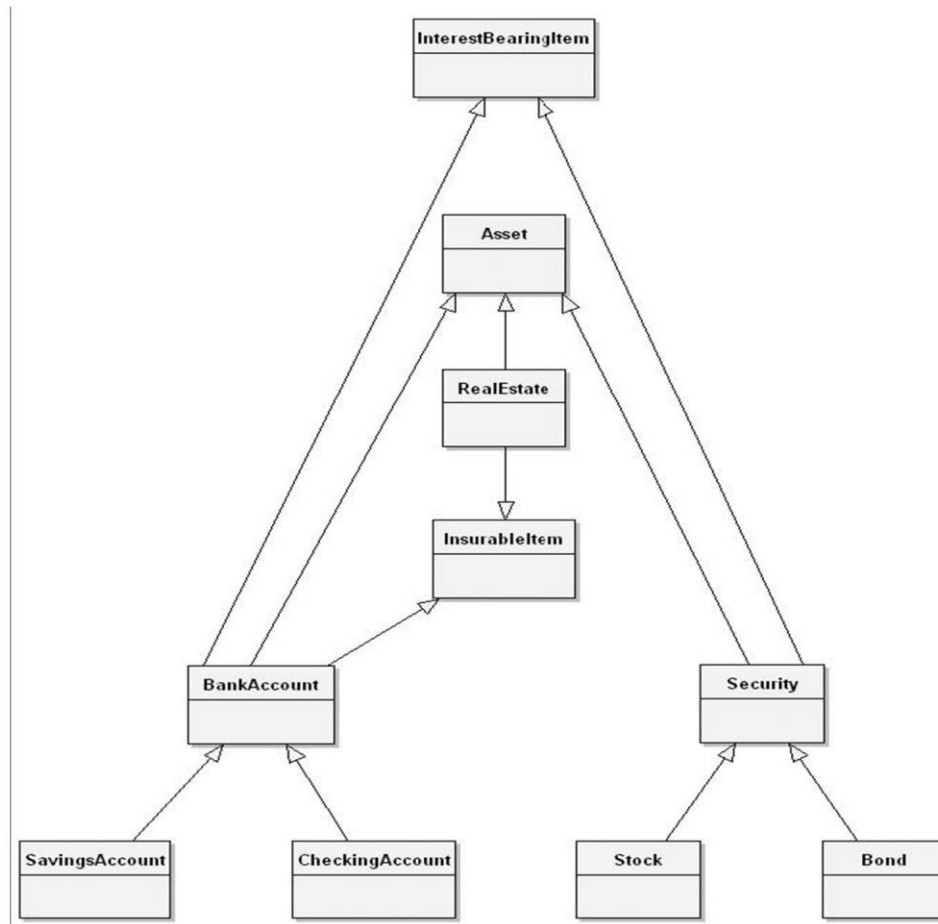 InterestBearingItem
Asset
RealEstate
InsurableItem
BankAccount
Security
SavingsAccount
CheckingAccount
Stock
Bond